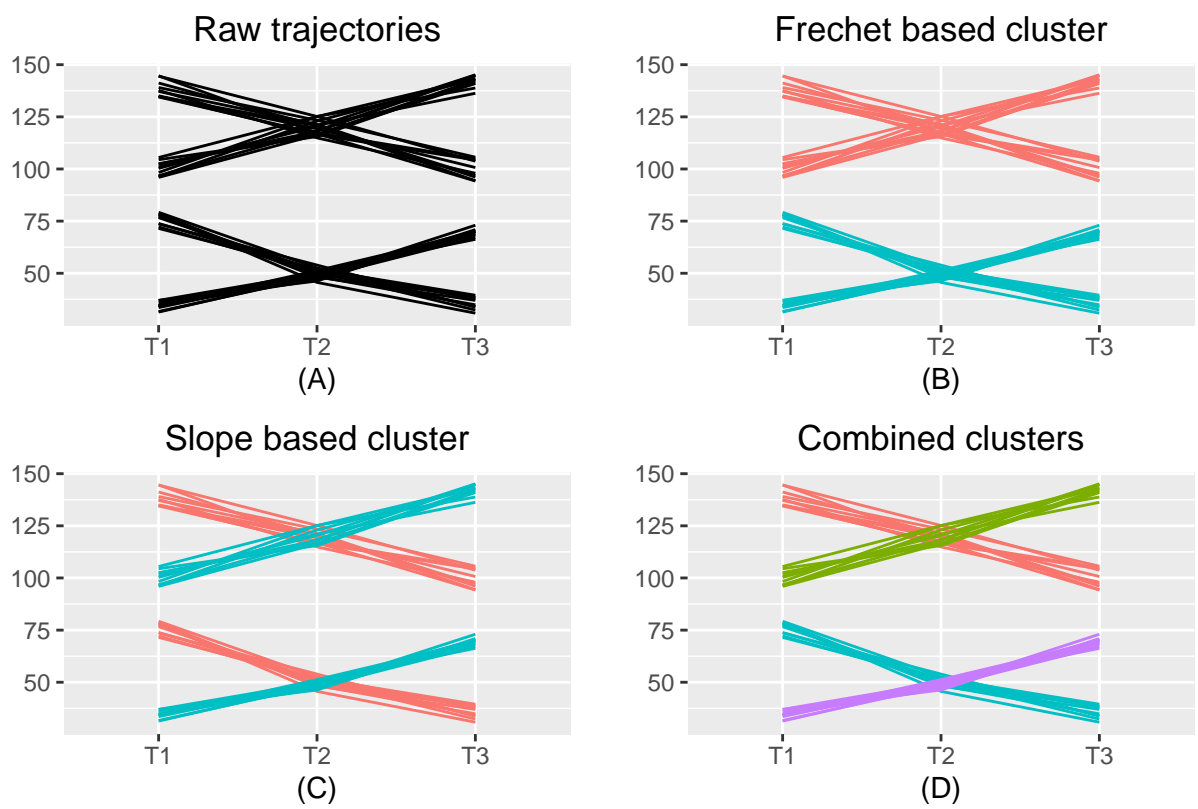 Raw trajectories
150
125
100
75
50
T1 T2 T3
(A)
Frechet based cluster
150
125
100
75
50
T1 T2 T3
(B)
Slope based cluster
150
125
100
75
50
T1 T2 T3
(C)
Combined clusters
150
125
100
75
50
T1 T2 T3
(D)